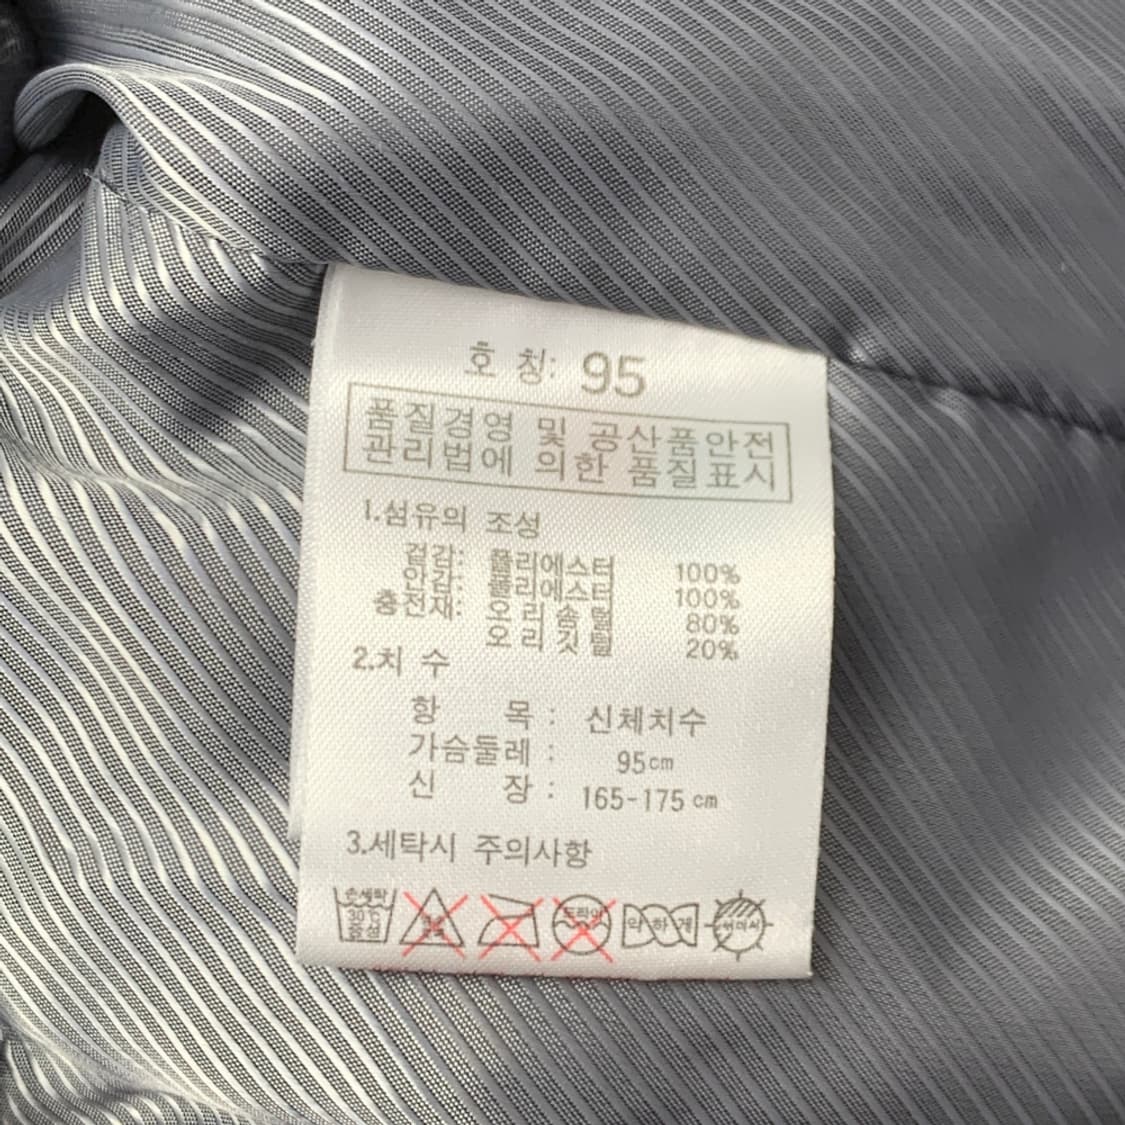 호 칭: 95
품질경영 및 공산품안전
관리법에 의한 품질표시
1.섬유의 조성
겉감: 폴리에스터 100%
안감: 폴리에스터 100%
충전재: 오리솜털 80%
오리깃털 20%
2.치 수
항 목 : 신체치수
가슴둘레 : 95cm
신 장 : 165-175cm
3.세탁시 주의사항
손세탁 30℃ 중성
드라이
약하게